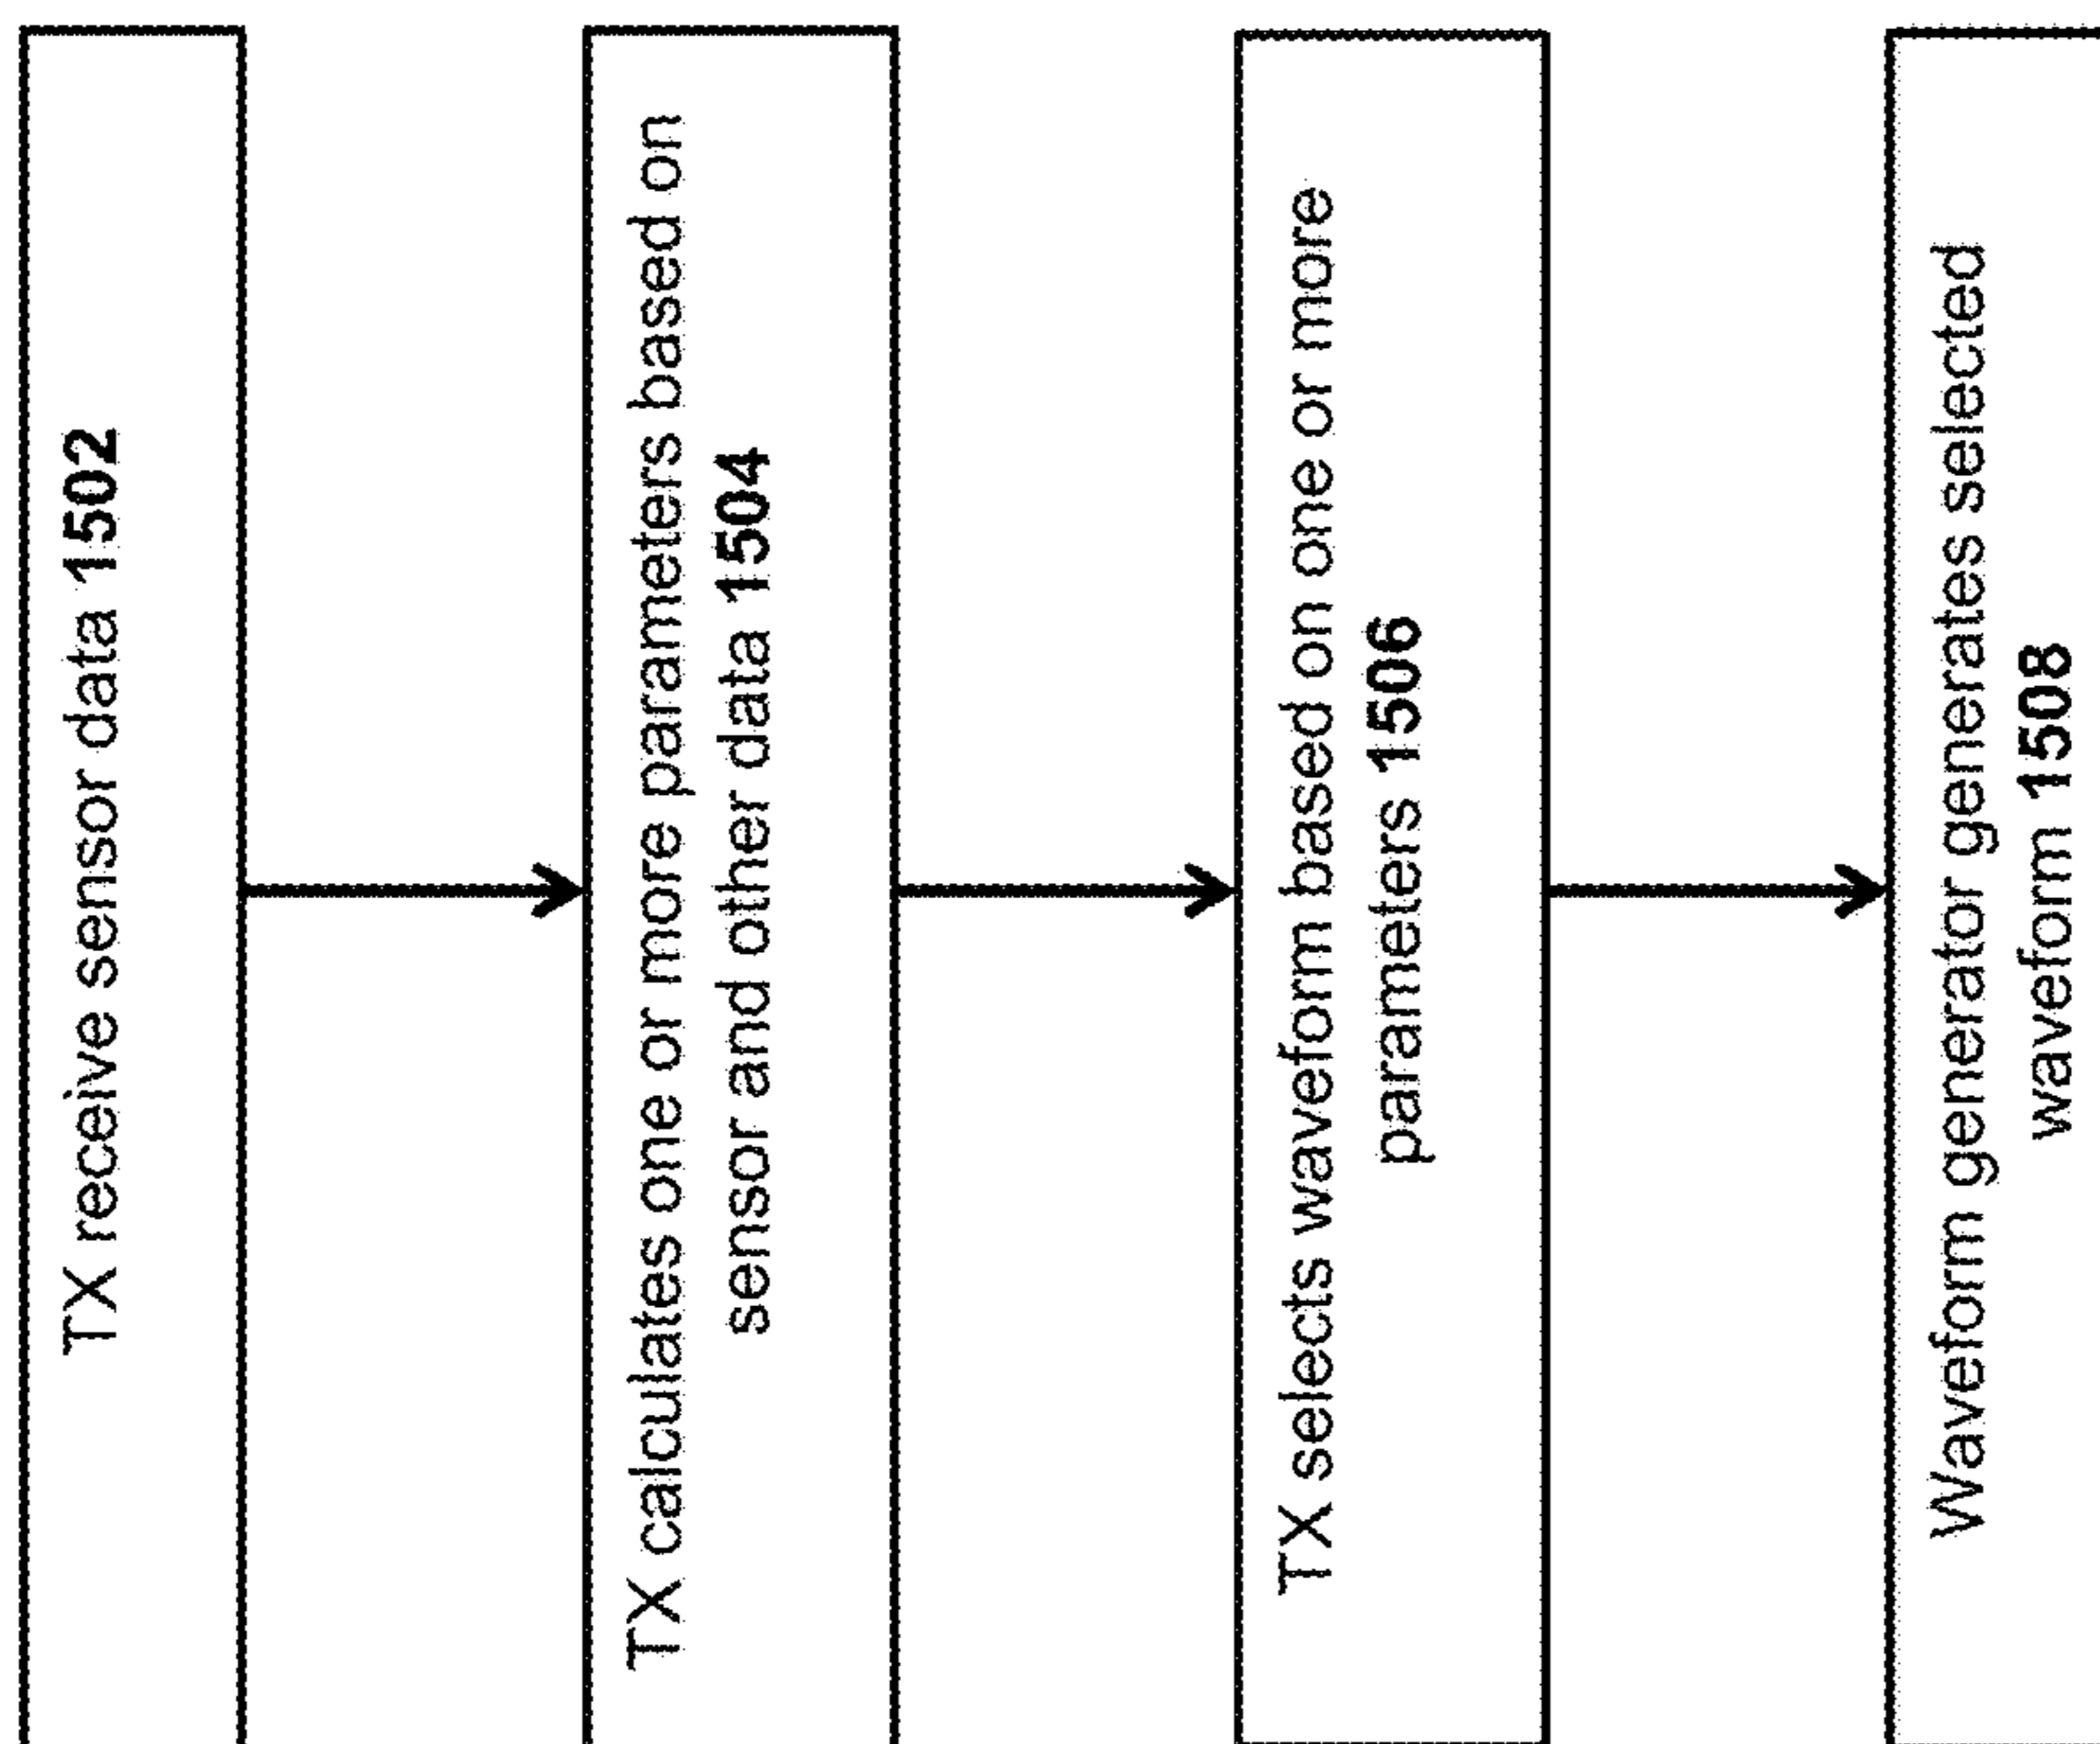 TX receive sensor data 1502
TX calculates one or more parameters based on
sensor and other data 1504
TX selects waveform based on one or more
parameters 1506
Waveform generator generates selected
waveform 1508